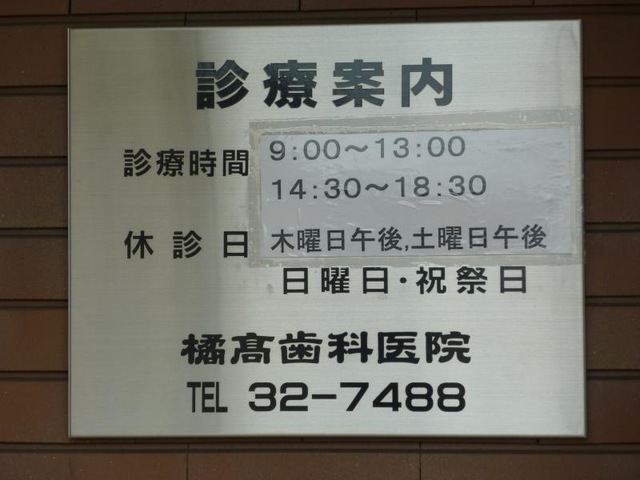 診療案内
診療時間 9:00～13:00
14:30～18:30
休診日 木曜日午後,土曜日午後
日曜日・祝祭日
橘髙歯科医院
TEL 32-7488